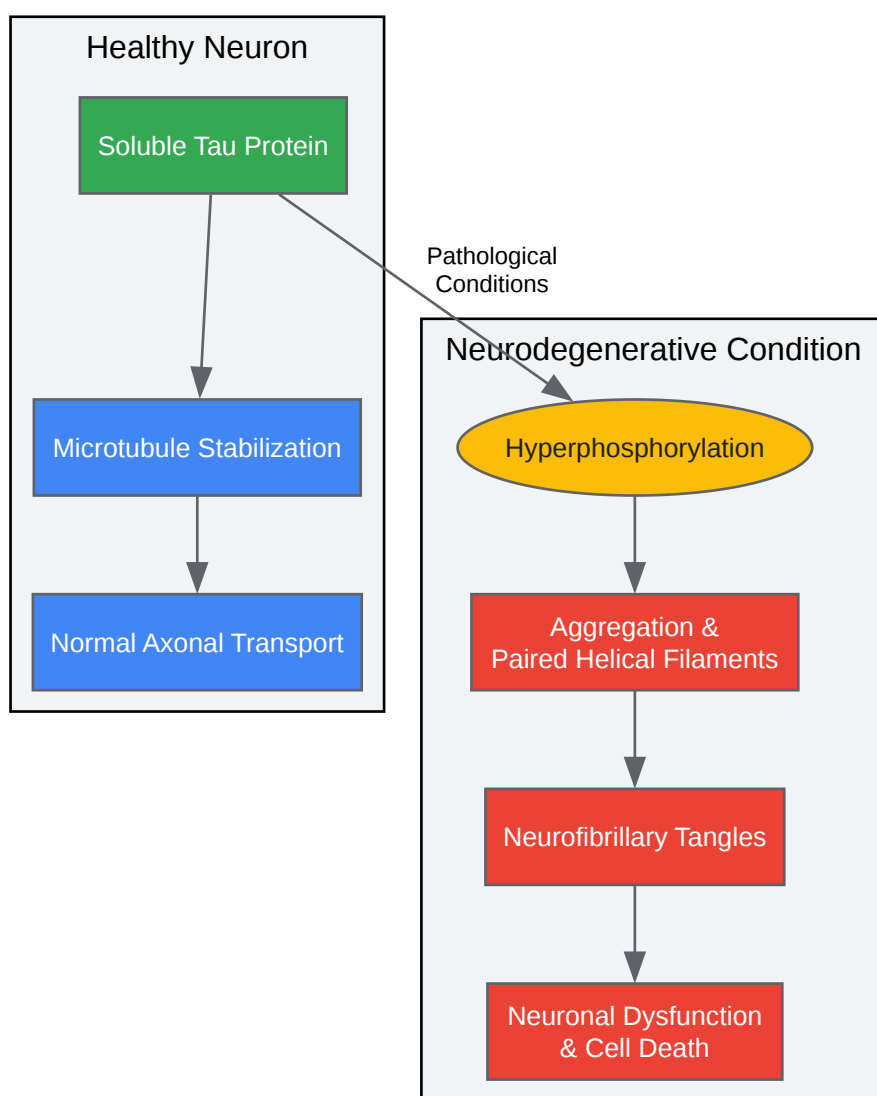 Healthy Neuron
Soluble Tau Protein
Pathological
Conditions
Neurodegenerative Condition
Microtubule Stabilization
Hyperphosphorylation
Normal Axonal Transport
Aggregation &
Paired Helical Filaments
Neurofibrillary Tangles
Neuronal Dysfunction
& Cell Death